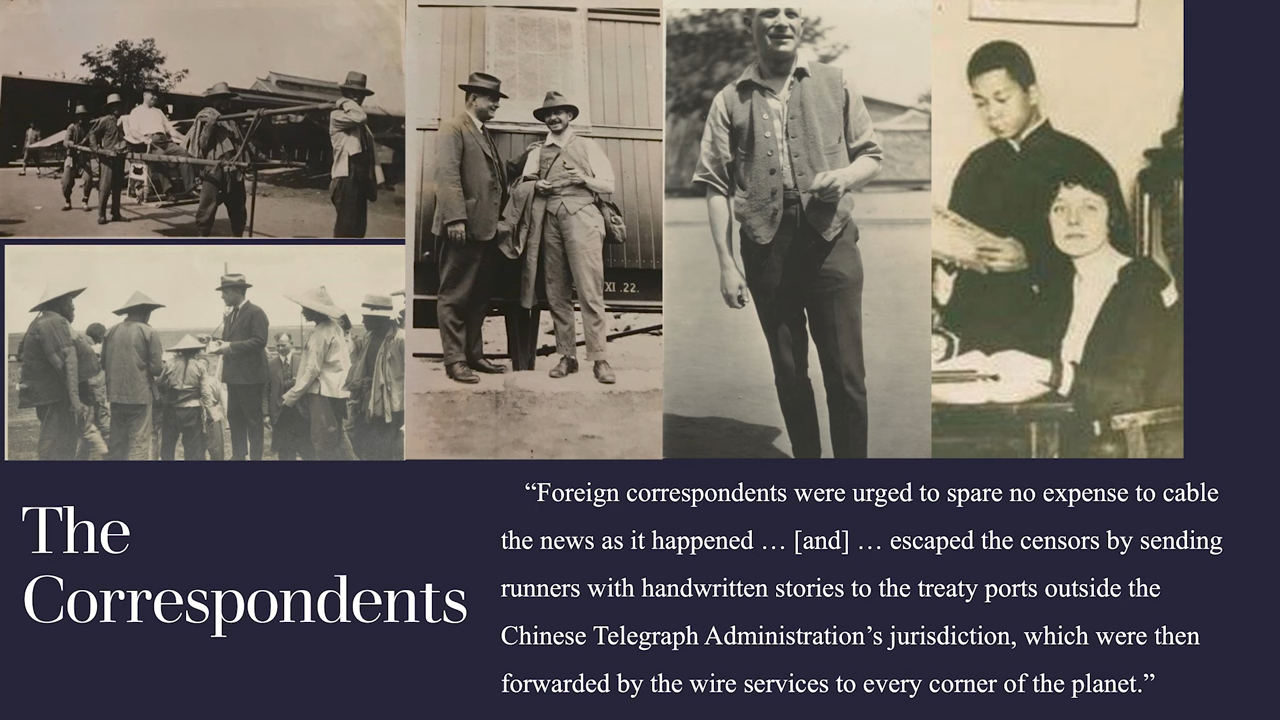 XI .22.
The
Correspondents
“Foreign correspondents were urged to spare no expense to cable
the news as it happened … [and] … escaped the censors by sending
runners with handwritten stories to the treaty ports outside the
Chinese Telegraph Administration’s jurisdiction, which were then
forwarded by the wire services to every corner of the planet.”